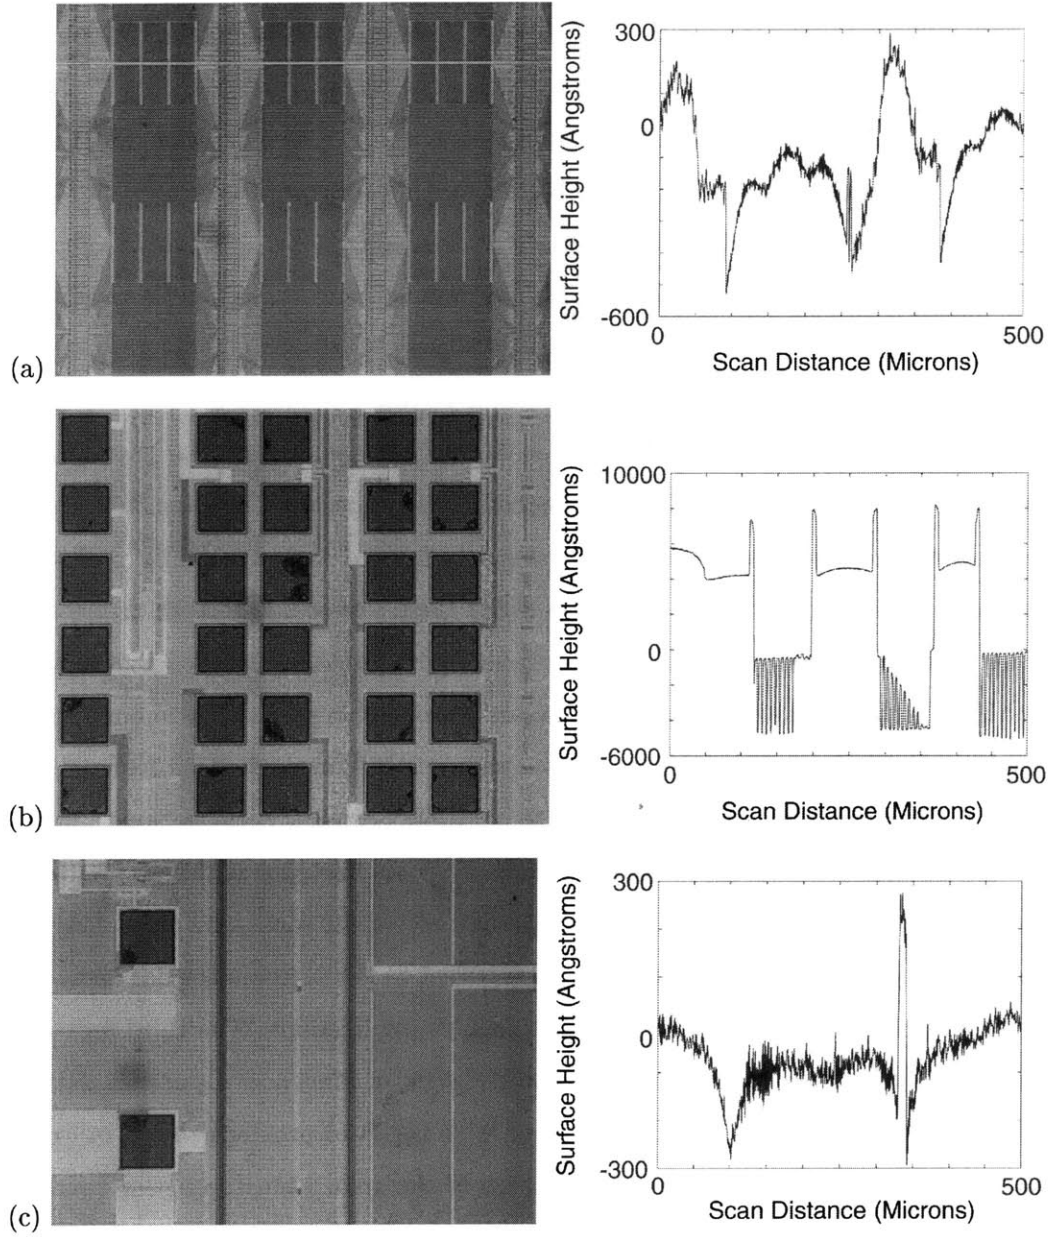 300
0
-600
0
500
Surface Height (Angstroms)
Scan Distance (Microns)
(a)
10000
0
-6000
0
500
Surface Height (Angstroms)
Scan Distance (Microns)
(b)
300
0
-300
0
500
Surface Height (Angstroms)
Scan Distance (Microns)
(c)